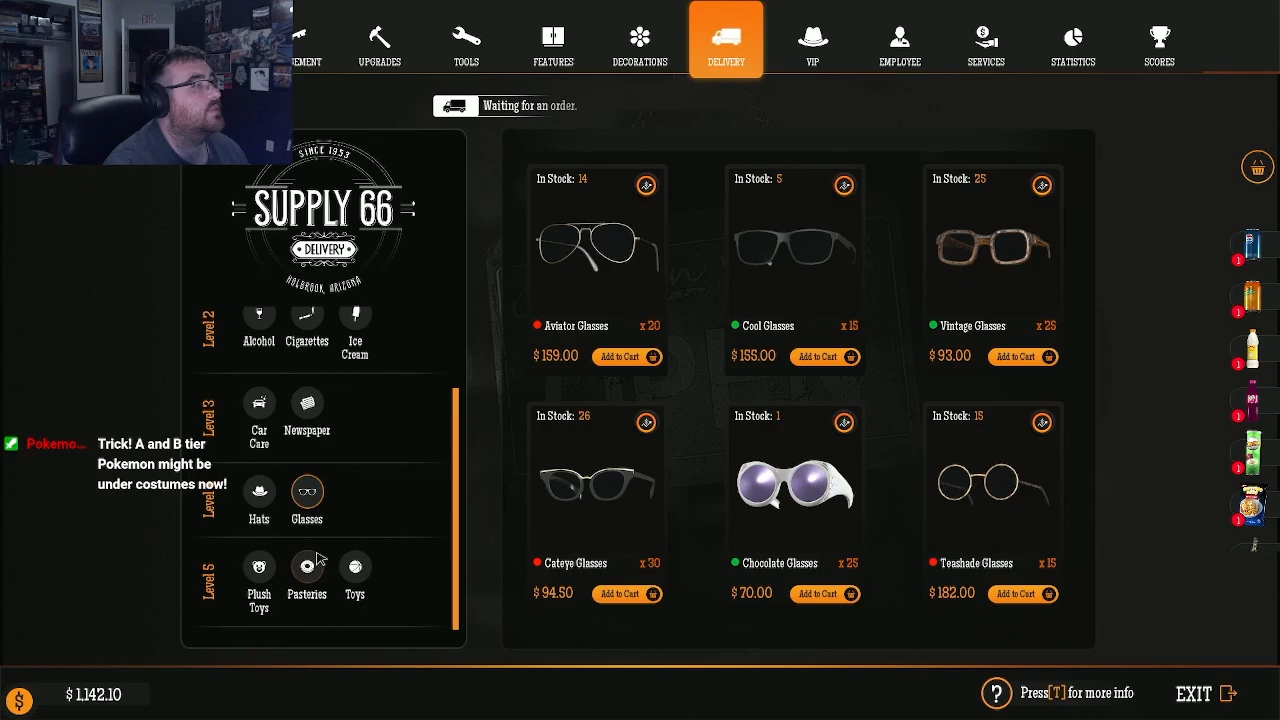 EMENT
UPGRADES
TOOLS
FEATURES
DECORATIONS
DELIVERY
VIP
EMPLOYEE
SERVICES
STATISTICS
SCORES
Waiting for an order.
SINCE 1953
SUPPLY 66
DELIVERY
HOLBROOK, ARIZONA
Level 2
Alcohol
Cigarettes
Ice
Cream
Level 3
Car
Care
Newspaper
Hats
Glasses
Level 5
Plush
Toys
Pasteries
Toys
Pokemo...
Trick! A and B tier
Pokemon might be
under costumes now!
In Stock: 14
Aviator Glasses x 20
$ 159.00 Add to Cart
In Stock: 5
Cool Glasses x 15
$ 155.00 Add to Cart
In Stock: 25
Vintage Glasses x 25
$ 93.00 Add to Cart
In Stock: 26
Cateye Glasses x 30
$ 94.50 Add to Cart
In Stock: 1
Chocolate Glasses x 25
$ 70.00 Add to Cart
In Stock: 15
Teashade Glasses x 15
$ 182.00 Add to Cart
1
1
1
1
1
1
$ 1,142.10
? Press[T] for more info
EXIT